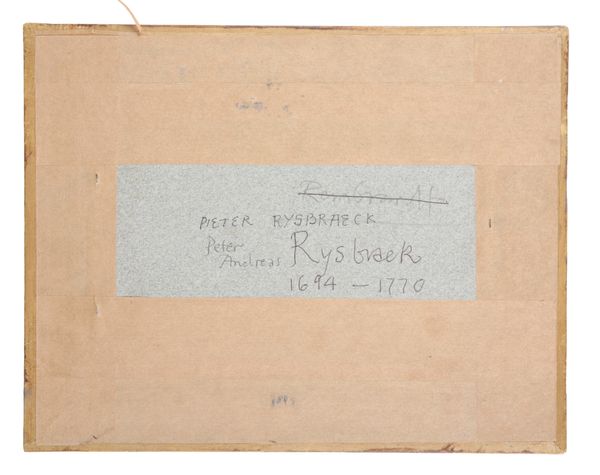 PIETER RYSBRAECK
Peter
Andreas Rysbraek
1694 - 1770